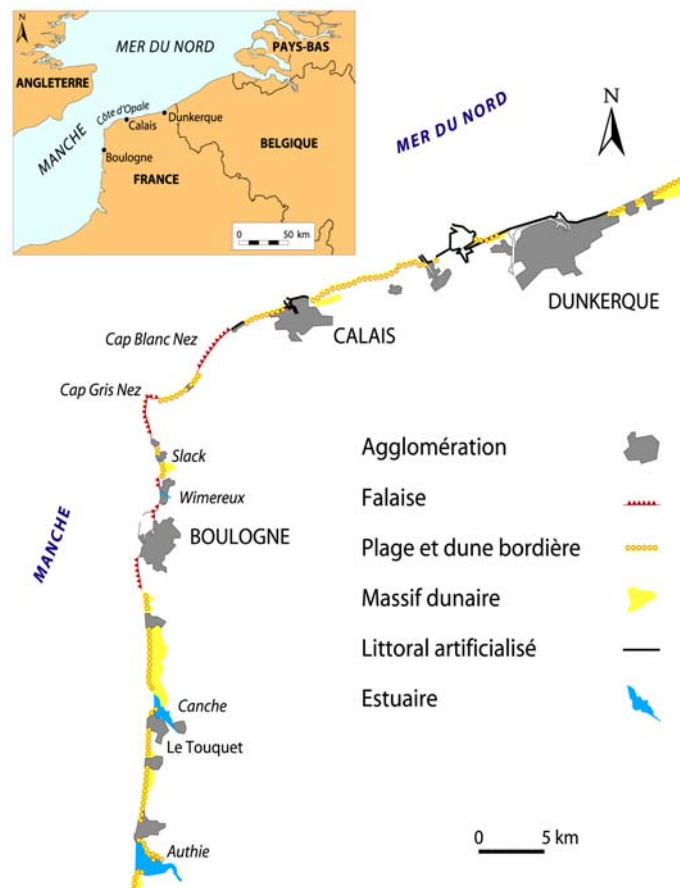 N
MER DU NORD
PAYS-BAS
ANGLETERRE
Côte d'Opale
Dunkerque
Calais
MANCHE
Boulogne
BELGIQUE
FRANCE
0 50 km
MER DU NORD
N
DUNKERQUE
CALAIS
Cap Blanc Nez
Cap Gris Nez
Slack
Wimereux
BOULOGNE
MANCHE
Canche
Le Touquet
Authie
Agglomération
Falaise
Plage et dune bordière
Massif dunaire
Littoral artificialisé
Estuaire
0 5 km